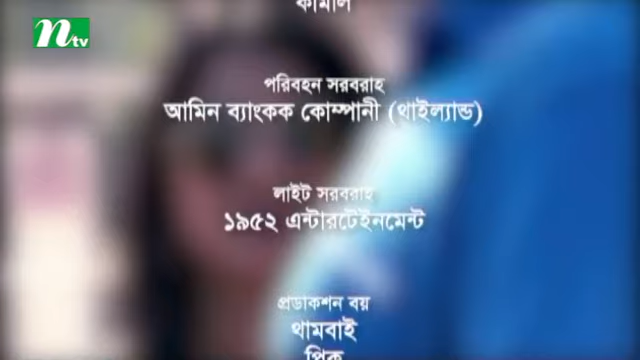 কামাল
ntv
পরিবহন সরবরাহ
আমিন ব্যাংকক কোম্পানী (থাইল্যান্ড)
লাইট সরবরাহ
১৯৫২ এন্টারটেইনমেন্ট
প্রডাকশন বয়
থামবাই